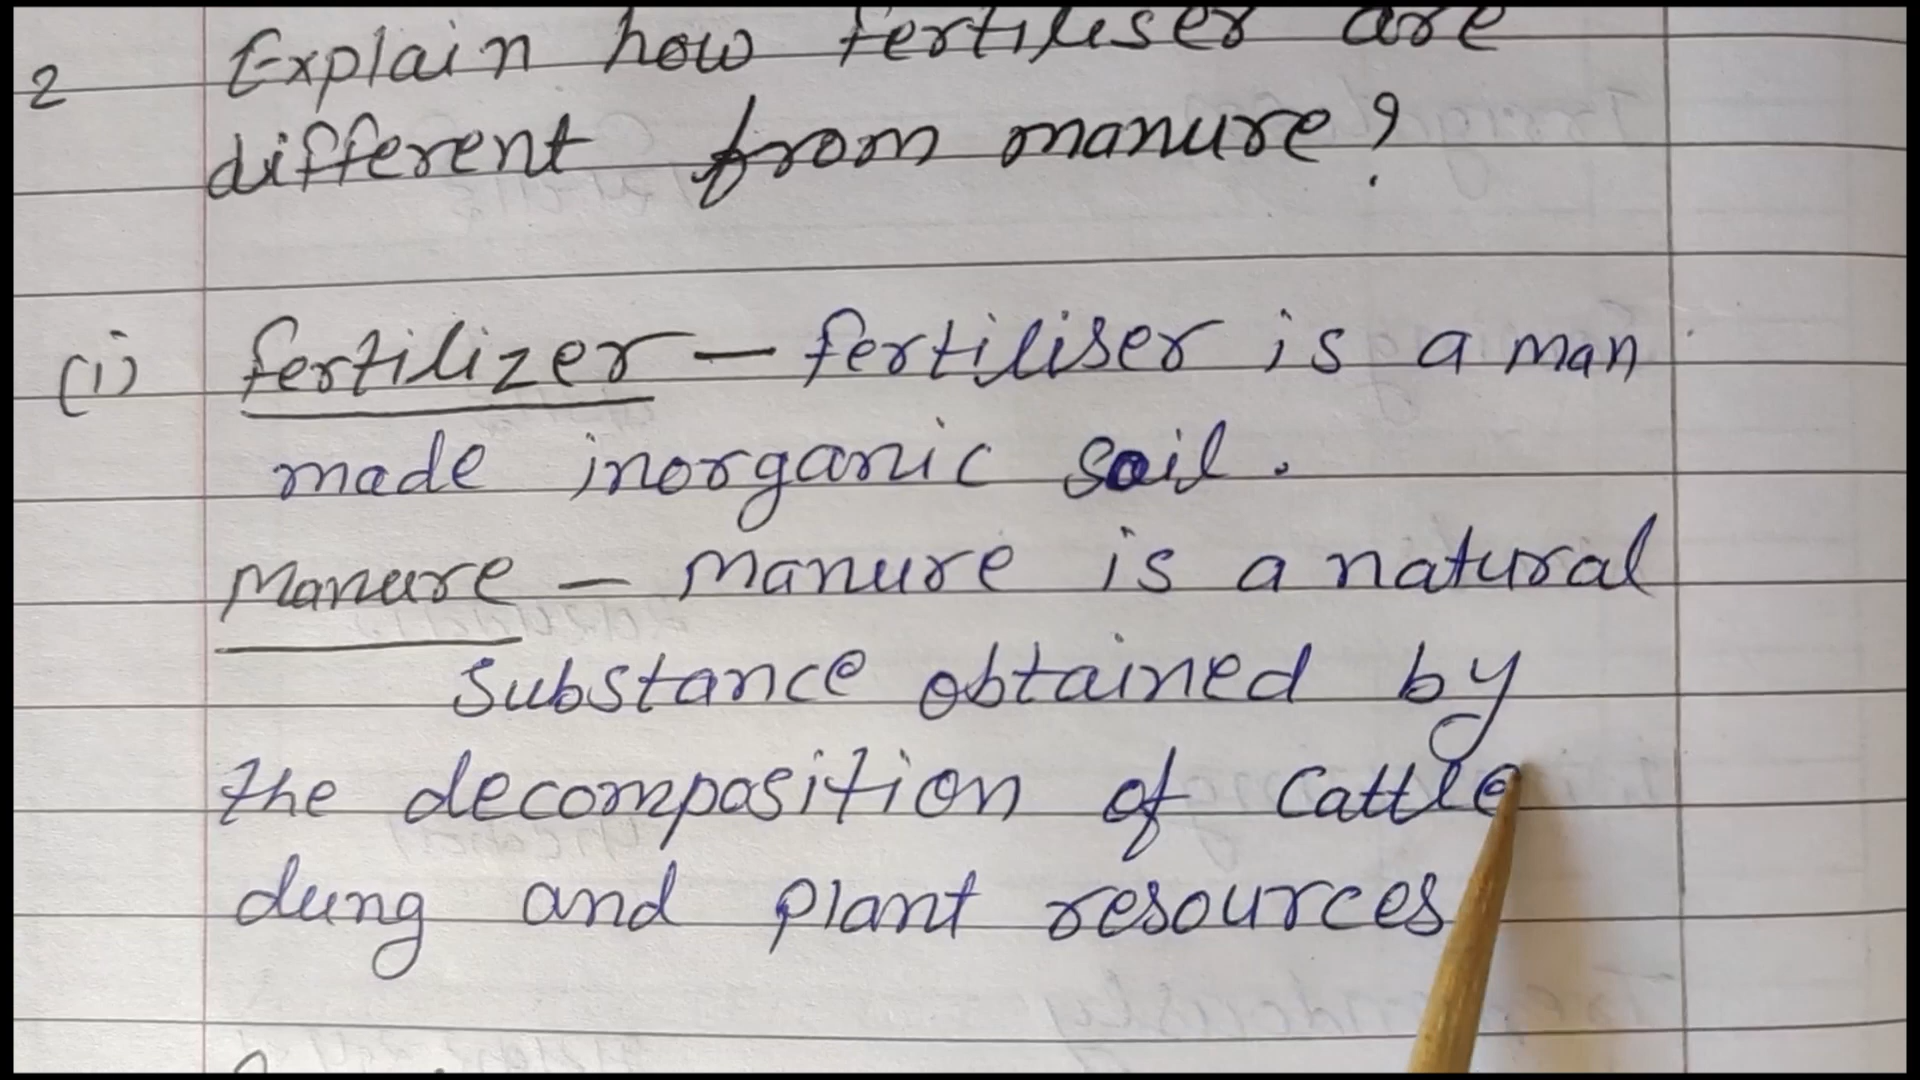 2 Explain how fertiliser are
different from manure?
(i) fertilizer – fertiliser is a man
made inorganic soil.
Manure – Manure is a natural
substance obtained by
the decomposition of cattle
dung and plant resources